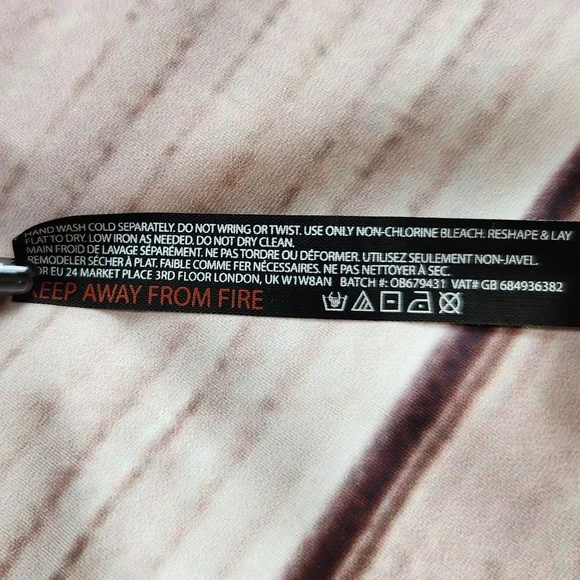 HAND WASH COLD SEPARATELY. DO NOT WRING OR TWIST. USE ONLY NON-CHLORINE BLEACH. RESHAPE & LAY
FLAT TO DRY. LOW IRON AS NEEDED. DO NOT DRY CLEAN.
MAIN FROID DE LAVAGE SÉPARÉMENT. NE PAS TORDRE OU DÉFORMER. UTILISEZ SEULEMENT NON-JAVEL.
REMODELER SÉCHER À PLAT. FAIBLE COMME FER NÉCESSAIRES. NE PAS NETTOYER À SEC.
FOR EU 24 MARKET PLACE 3RD FLOOR LONDON, UK W1W8AN BATCH #: OB679431 VAT# GB 684936382
KEEP AWAY FROM FIRE